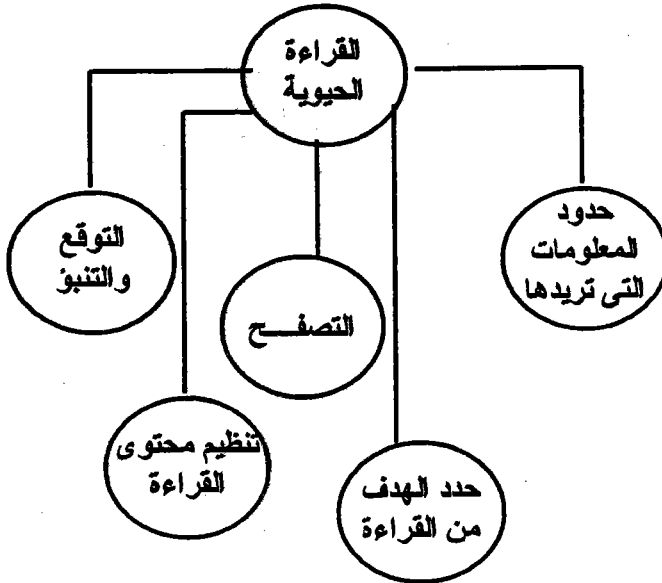 القراءة
الحيوية
حدود
المعلومات
التى تريدها
حدد الهدف
من القراءة
التصفـــح
تنظيم محتوى
القراءة
التوقع
والتنبؤ